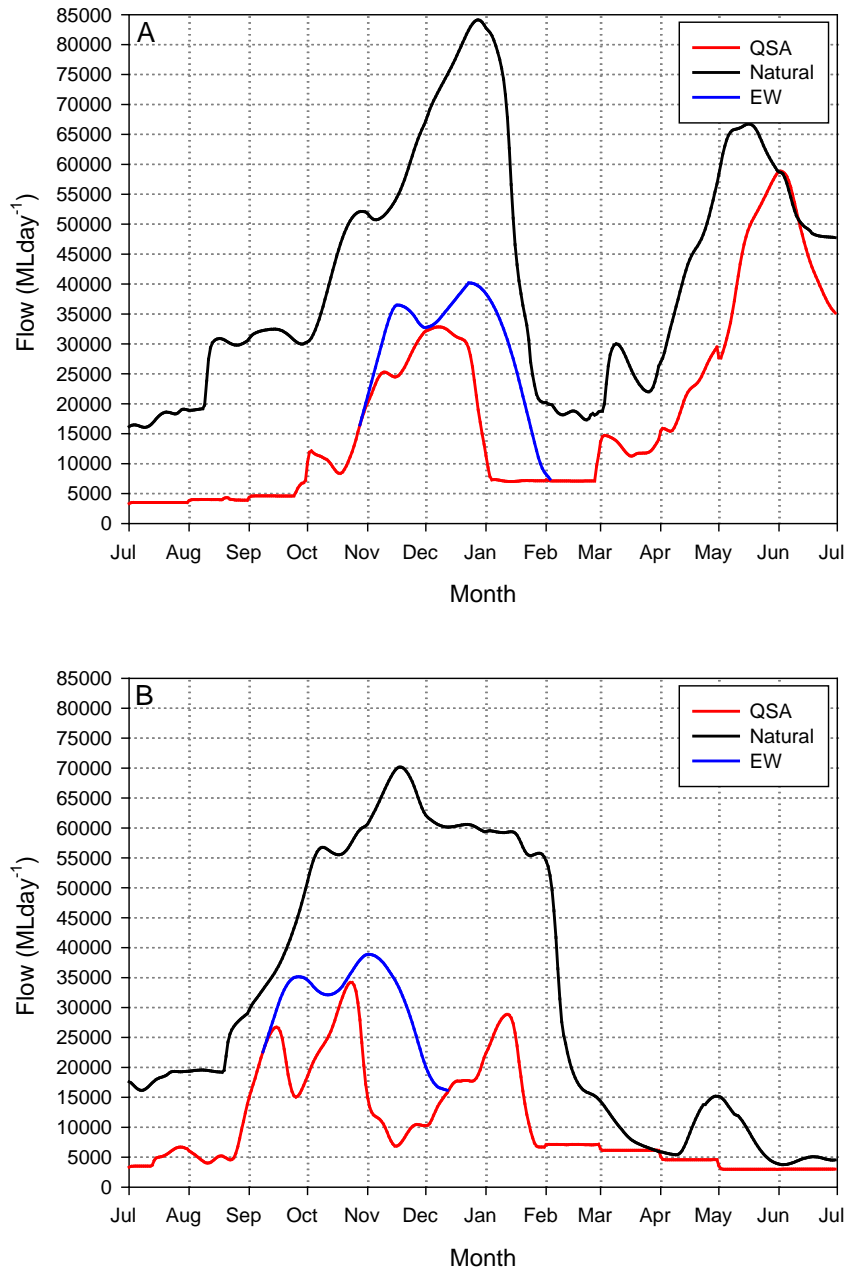 A
QSA
Natural
EW
85000
80000
75000
70000
65000
60000
55000
50000
45000
40000
35000
30000
25000
20000
15000
10000
5000
0
Flow (MLday⁻¹)
Jul Aug Sep Oct Nov Dec Jan Feb Mar Apr May Jun Jul
Month
B
QSA
Natural
EW
85000
80000
75000
70000
65000
60000
55000
50000
45000
40000
35000
30000
25000
20000
15000
10000
5000
0
Flow (MLday⁻¹)
Jul Aug Sep Oct Nov Dec Jan Feb Mar Apr May Jun Jul
Month